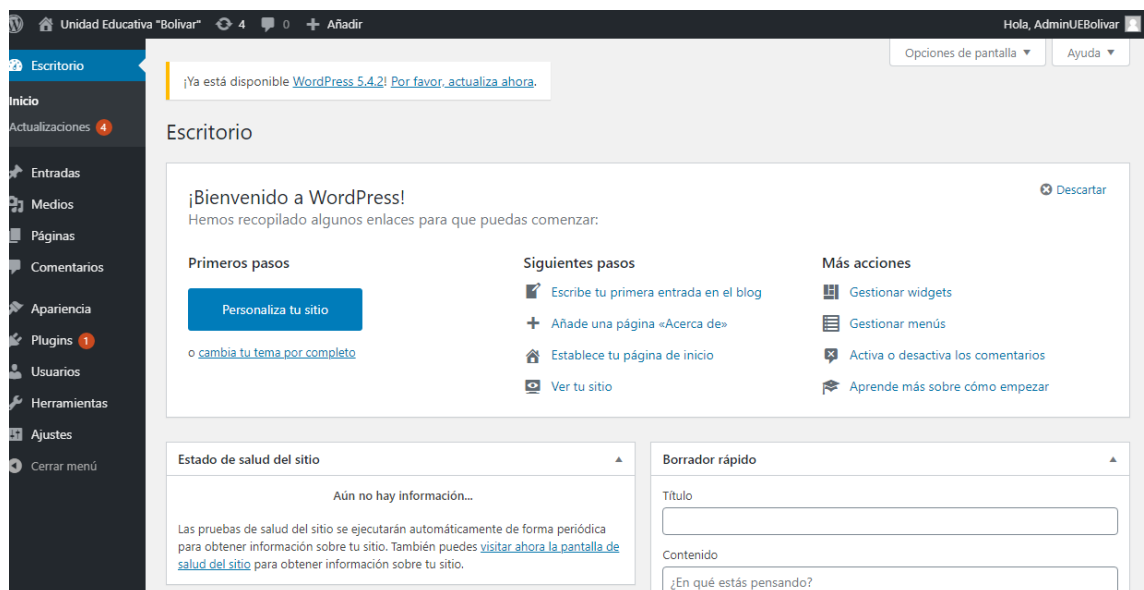 Unidad Educativa "Bolivar" 4 0 + Añadir Hola, AdminUEBolivar
Escritorio
Inicio
Actualizaciones 4
Entradas
Medios
Páginas
Comentarios
Apariencia
Plugins 1
Usuarios
Herramientas
Ajustes
Cerrar menú
Opciones de pantalla ▼ Ayuda ▼
¡Ya está disponible WordPress 5.4.2! Por favor, actualiza ahora.
Escritorio
¡Bienvenido a WordPress!
Descartar
Hemos recopilado algunos enlaces para que puedas comenzar:
Primeros pasos
Personaliza tu sitio
o cambia tu tema por completo
Siguientes pasos
Escribe tu primera entrada en el blog
Añade una página «Acerca de»
Establece tu página de inicio
Ver tu sitio
Más acciones
Gestionar widgets
Gestionar menús
Activa o desactiva los comentarios
Aprende más sobre cómo empezar
Estado de salud del sitio
Aún no hay información...
Las pruebas de salud del sitio se ejecutarán automáticamente de forma periódica
para obtener información sobre tu sitio. También puedes visitar ahora la pantalla de
salud del sitio para obtener información sobre tu sitio.
Borrador rápido
Título
Contenido
¿En qué estás pensando?